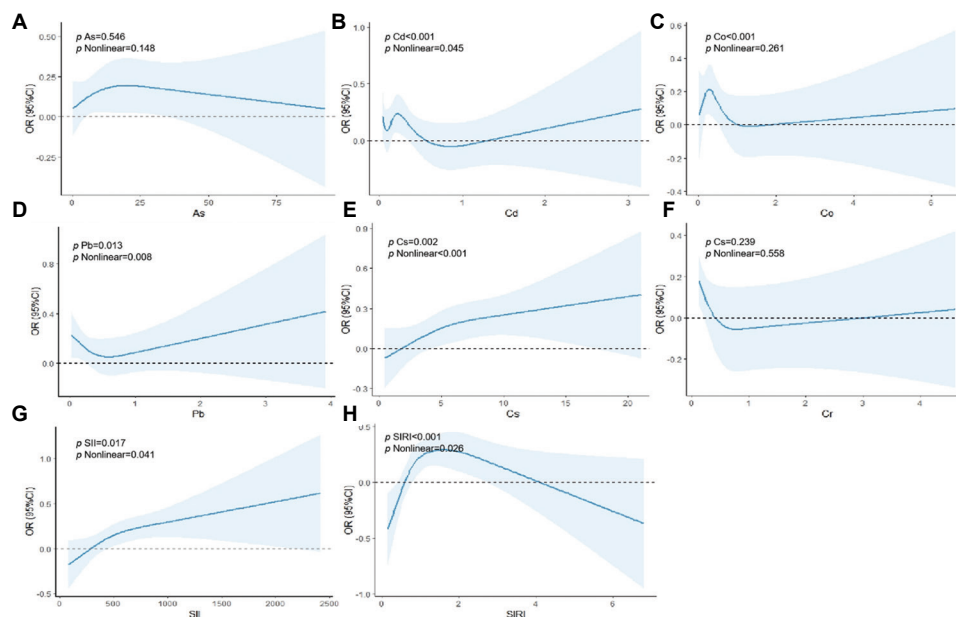 A
p As=0.546
p Nonlinear=0.148
OR (95%CI)
0.50
0.25
0.00
-0.25
0
25
50
75
As
B
p Cd<0.001
p Nonlinear=0.045
OR (95%CI)
1.0
0.5
0.0
0
1
2
3
Cd
C
p Co<0.001
p Nonlinear=0.261
OR (95%CI)
0.6
0.4
0.2
0.0
-0.2
-0.4
0
2
4
6
Co
D
p Pb=0.013
p Nonlinear=0.008
OR (95%CI)
0.8
0.4
0.0
0
1
2
3
4
Pb
E
p Cs=0.002
p Nonlinear<0.001
OR (95%CI)
0.9
0.6
0.3
0.0
-0.3
0
5
10
15
20
Cs
F
p Cs=0.239
p Nonlinear=0.558
OR (95%CI)
0.4
0.2
0.0
-0.2
0
1
2
3
4
Cr
G
p SII=0.017
p Nonlinear=0.041
OR (95%CI)
1.0
0.5
0.0
-0.5
0
500
1000
1500
2000
2500
SII
H
p SIRI<0.001
p Nonlinear=0.026
OR (95%CI)
0.5
0.0
-0.5
-1.0
0
2
4
6
SIRI